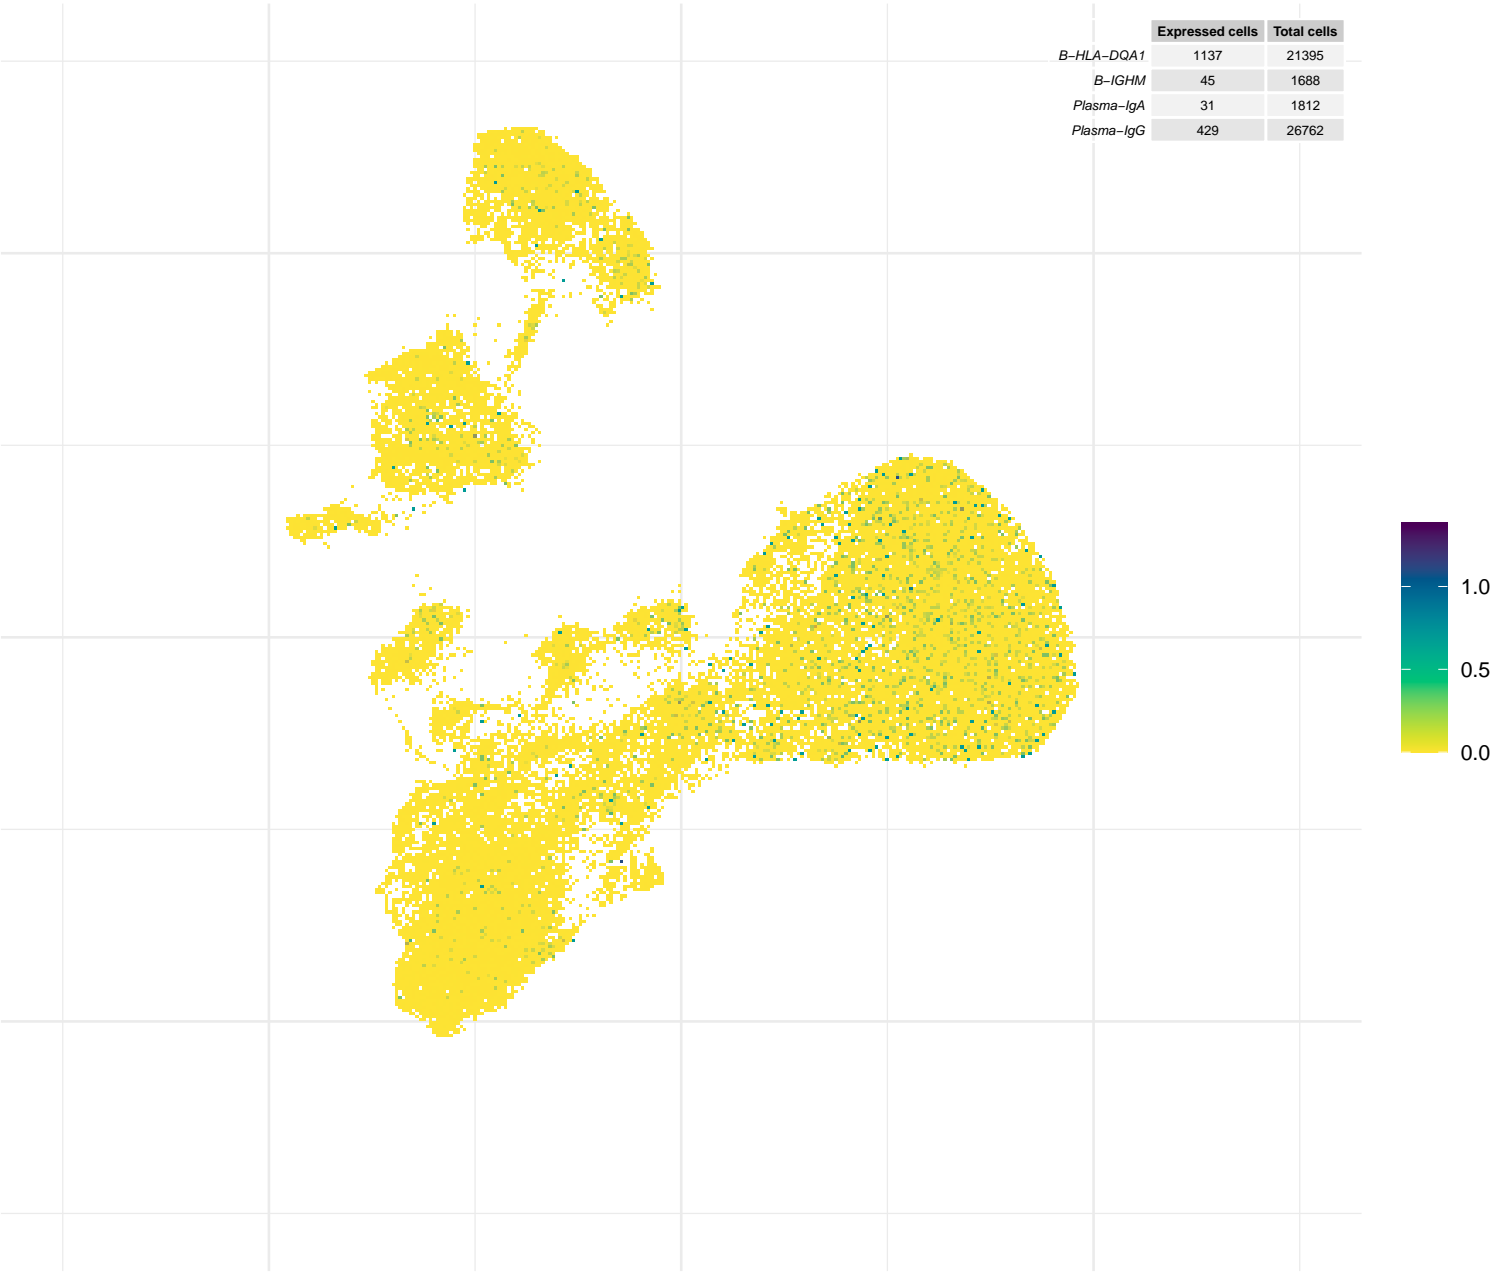 Expressed cells Total cells
B−HLA−DQA1 1137 21395
B−IGHM 45 1688
Plasma−IgA 31 1812
Plasma−IgG 429 26762
1.0
0.5
0.0